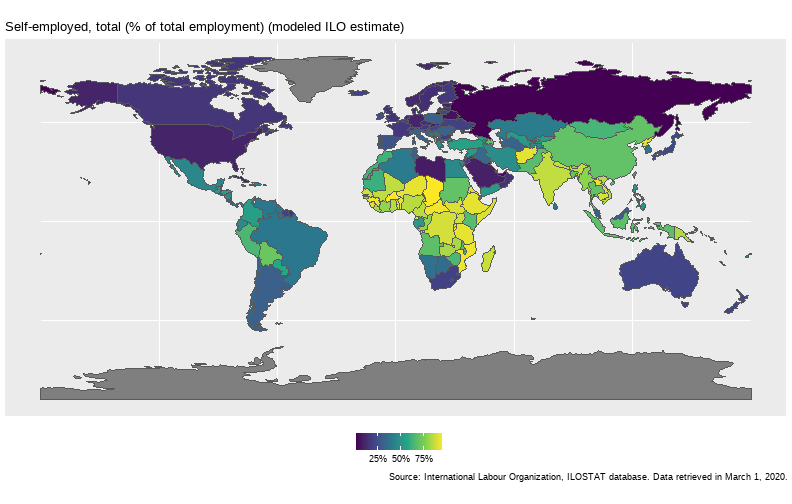 Self-employed, total (% of total employment) (modeled ILO estimate)
25% 50% 75%
Source: International Labour Organization, ILOSTAT database. Data retrieved in March 1, 2020.